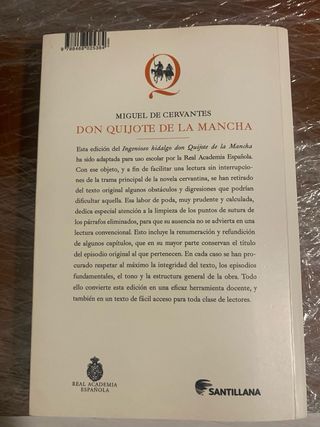 9 788468 025384
Q
MIGUEL DE CERVANTES
DON QUIJOTE DE LA MANCHA
Esta edición del Ingenioso hidalgo don Quijote de la Mancha
ha sido adaptada para uso escolar por la Real Academia Española.
Con ese objeto, y a fin de facilitar una lectura sin interrupcio-
nes de la trama principal de la novela cervantina, se han retirado
del texto original algunos obstáculos y digresiones que podrían
dificultar aquella. Esa labor de poda, muy prudente y calculada,
dedica especial atención a la limpieza de los puntos de sutura de
los párrafos eliminados, para que su ausencia no se advierta en una
lectura convencional. Esto incluye la renumeración y refundición
de algunos capítulos, que en su mayor parte conservan el título
del episodio original al que pertenecen. En cada caso se han pro-
curado respetar al máximo la integridad del texto, los episodios
fundamentales, el tono y la estructura general de la obra. Todo
ello convierte esta edición en una eficaz herramienta docente, y
también en un texto de fácil acceso para toda clase de lectores.
REAL ACADEMIA
ESPAÑOLA
SANTILLANA